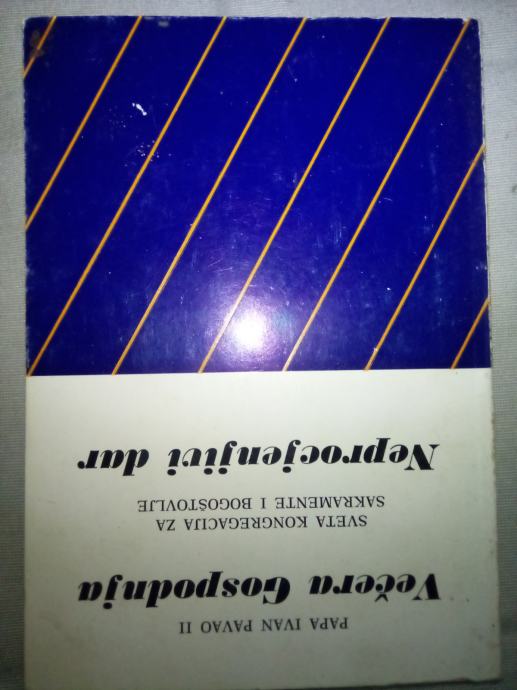 PAPA IVAN PAVAO II
Večera Gospodnja
SVETA KONGREGACIJA ZA
SAKRAMENTE I BOGOŠTOVLJE
Neprocjenjivi dar